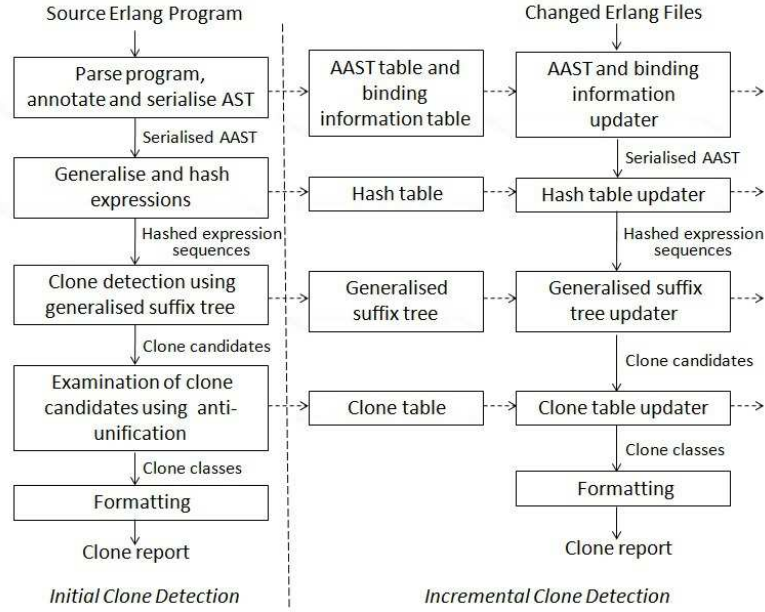 Source Erlang Program
Parse program,
annotate and serialise AST
Serialised AAST
Generalise and hash
expressions
Hashed expression
sequences
Clone detection using
generalised suffix tree
Clone candidates
Examination of clone
candidates using anti-
unification
Clone classes
Formatting
Clone report
Initial Clone Detection
AAST table and
binding
information table
Hash table
Generalised
suffix tree
Clone table
Changed Erlang Files
AAST and binding
information
updater
Serialised AAST
Hash table updater
Hashed expression
sequences
Generalised suffix
tree updater
Clone candidates
Clone table updater
Clone classes
Formatting
Clone report
Incremental Clone Detection